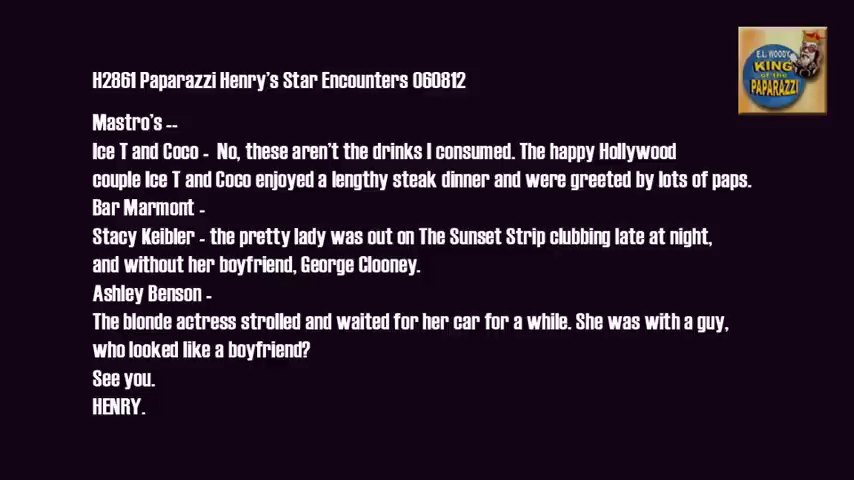 H2861 Paparazzi Henry's Star Encounters 060812
E.L. WOODY
KING
of the
PAPARAZZI
Mastro's --
Ice T and Coco - No, these aren't the drinks I consumed. The happy Hollywood
couple Ice T and Coco enjoyed a lengthy steak dinner and were greeted by lots of paps.
Bar Marmont -
Stacy Keibler - the pretty lady was out on The Sunset Strip clubbing late at night,
and without her boyfriend, George Clooney.
Ashley Benson -
The blonde actress strolled and waited for her car for a while. She was with a guy,
who looked like a boyfriend?
See you.
HENRY.